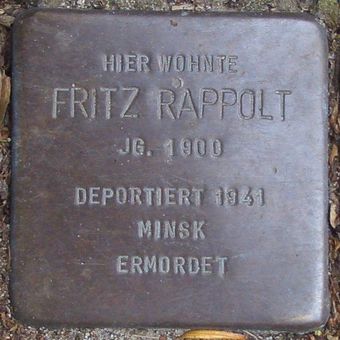 HIER WOHNTE
FRITZ RAPPOLT
JG. 1900
DEPORTIERT 1941
MINSK
ERMORDET